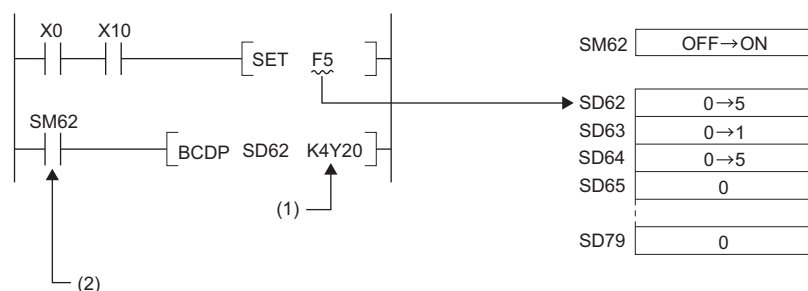 X0 X10
SET F5
SM62
BCDP SD62 K4Y20
(1)
(2)
SM62 OFF→ON
SD62 0→5
SD63 0→1
SD64 0→5
SD65 0
SD79 0